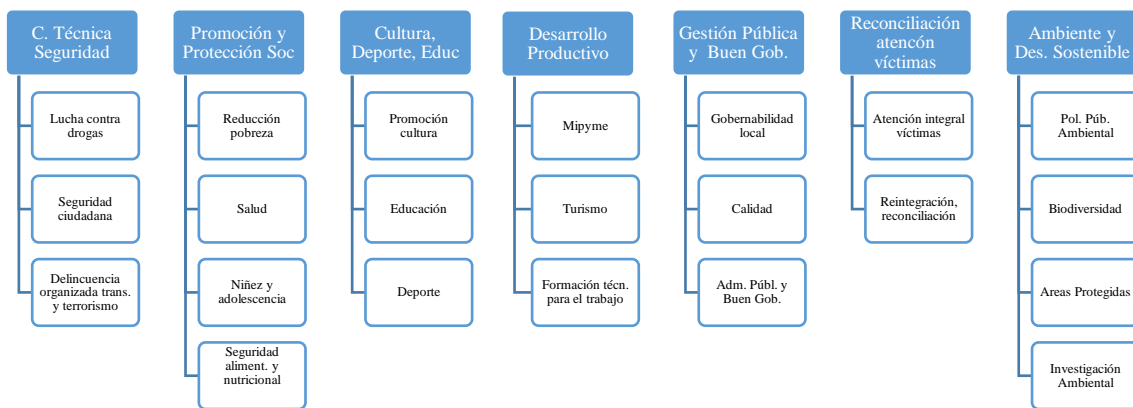 C. Técnica
Seguridad
Lucha contra
drogas
Seguridad
ciudadana
Delincuencia
organizada trans.
y terrorismo
Promoción y
Protección Soc
Reducción
pobreza
Salud
Niñez y
adolescencia
Seguridad
aliment. y
nutricional
Cultura,
Deporte, Educ
Promoción
cultura
Educación
Deporte
Desarrollo
Productivo
Mipyme
Turismo
Formación técn.
para el trabajo
Gestión Pública
y Buen Gob.
Gobernabilidad
local
Calidad
Adm. Públ. y
Buen Gob.
Reconciliación
atencón
víctimas
Atención integral
víctimas
Reintegración,
reconciliación
Ambiente y
Des. Sostenible
Pol. Púb.
Ambiental
Biodiversidad
Areas Protegidas
Investigación
Ambiental